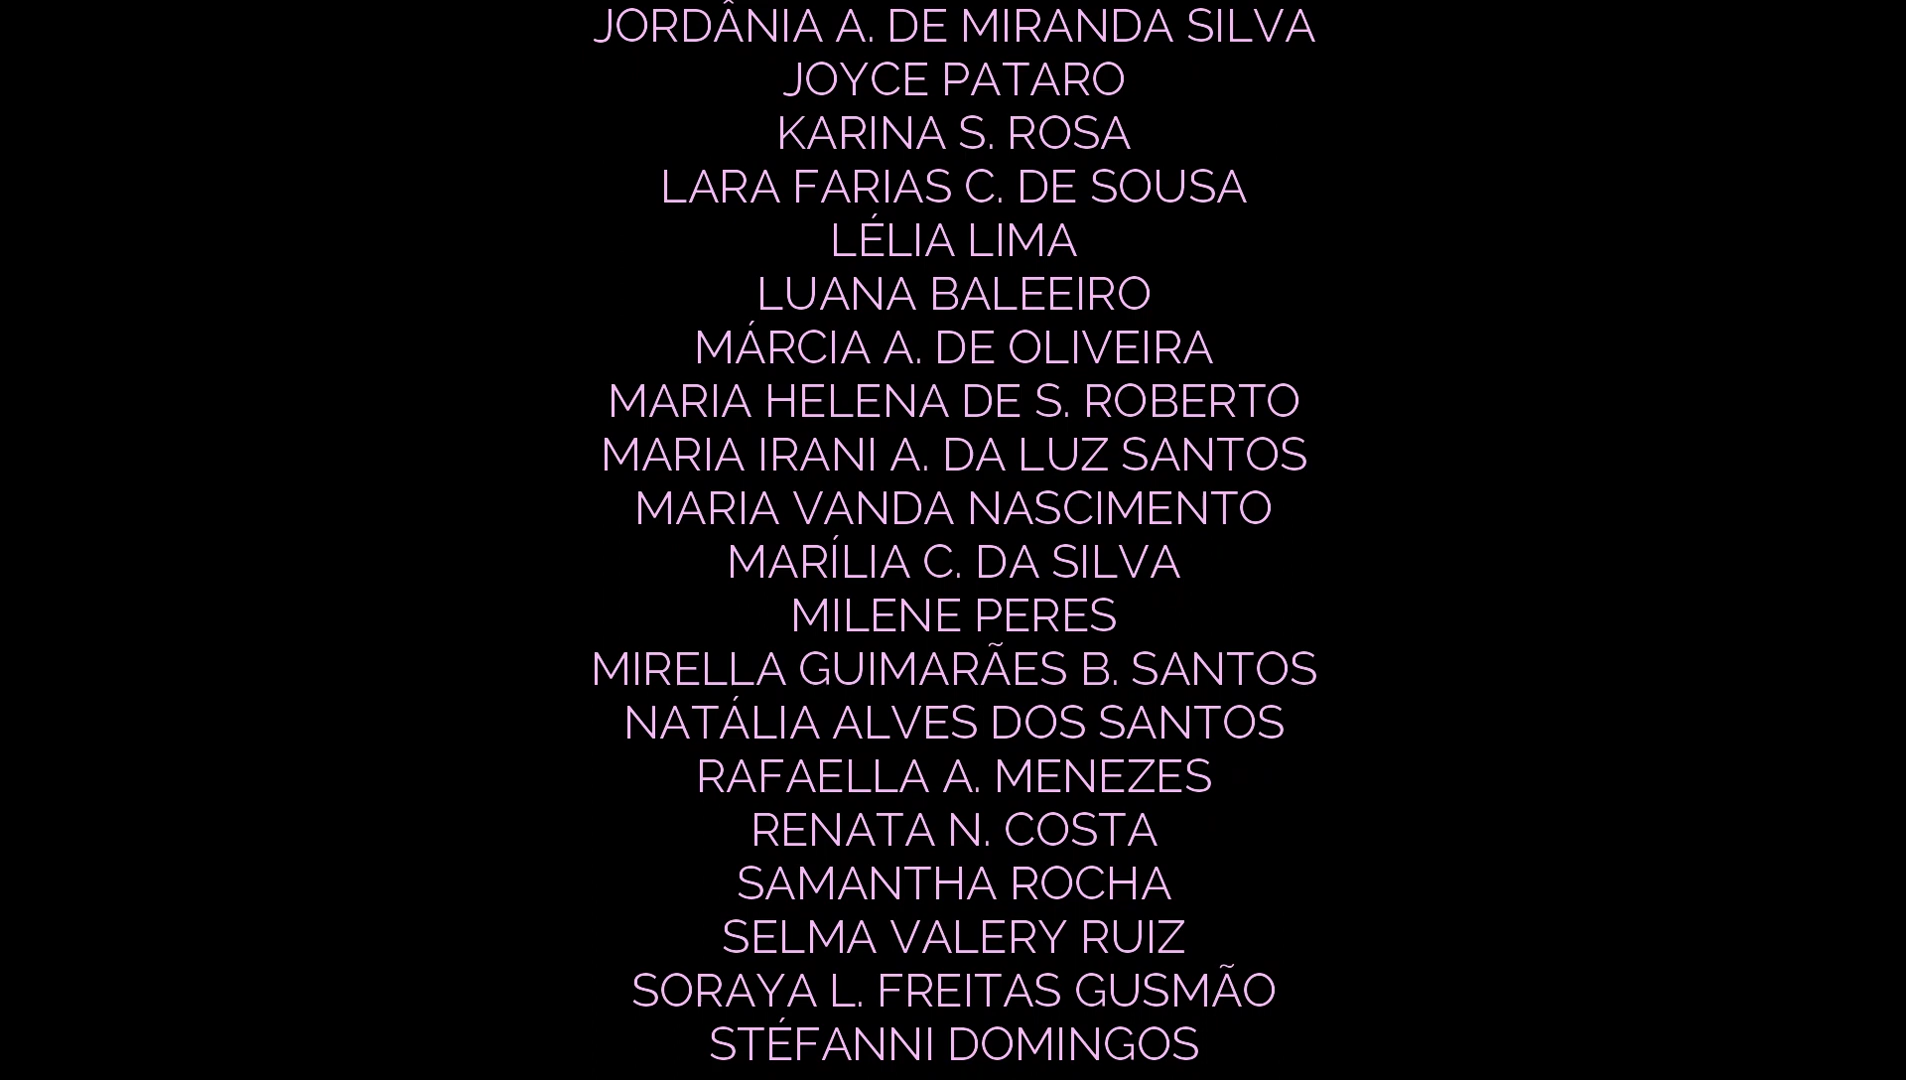 JORDÂNIA A. DE MIRANDA SILVA
JOYCE PATARO
KARINA S. ROSA
LARA FARIAS C. DE SOUSA
LÉLIA LIMA
LUANA BALEEIRO
MÁRCIA A. DE OLIVEIRA
MARIA HELENA DE S. ROBERTO
MARIA IRANI A. DA LUZ SANTOS
MARIA VANDA NASCIMENTO
MARÍLIA C. DA SILVA
MILENE PERES
MIRELLA GUIMARÃES B. SANTOS
NATÁLIA ALVES DOS SANTOS
RAFAELLA A. MENEZES
RENATA N. COSTA
SAMANTHA ROCHA
SELMA VALERY RUIZ
SORAYA L. FREITAS GUSMÃO
STÉFANNI DOMINGOS